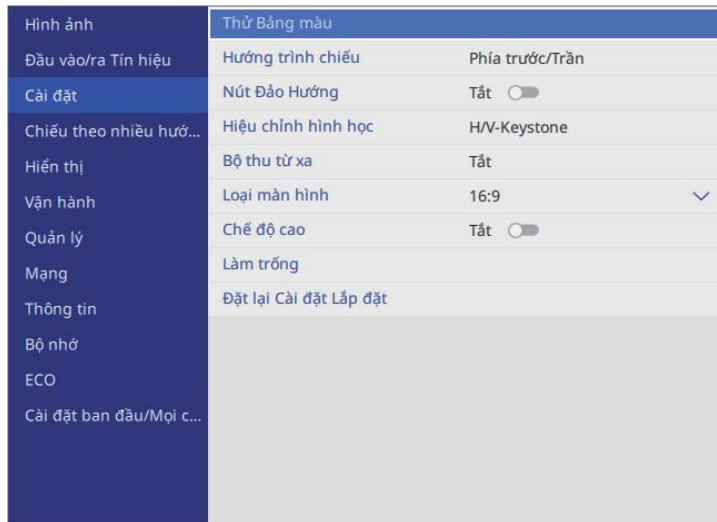 Hình ảnh
Đầu vào/ra Tín hiệu
Cài đặt
Chiếu theo nhiều hướ...
Hiển thị
Vận hành
Quản lý
Mạng
Thông tin
Bộ nhớ
ECO
Cài đặt ban đầu/Mọi c...
Thử Bảng màu
Hướng trình chiếu Phía trước/Trần
Nút Đảo Hướng Tắt
Hiệu chỉnh hình học H/V-Keystone
Bộ thu từ xa Tắt
Loại màn hình 16:9
Chế độ cao Tắt
Làm trống
Đặt lại Cài đặt Lắp đặt